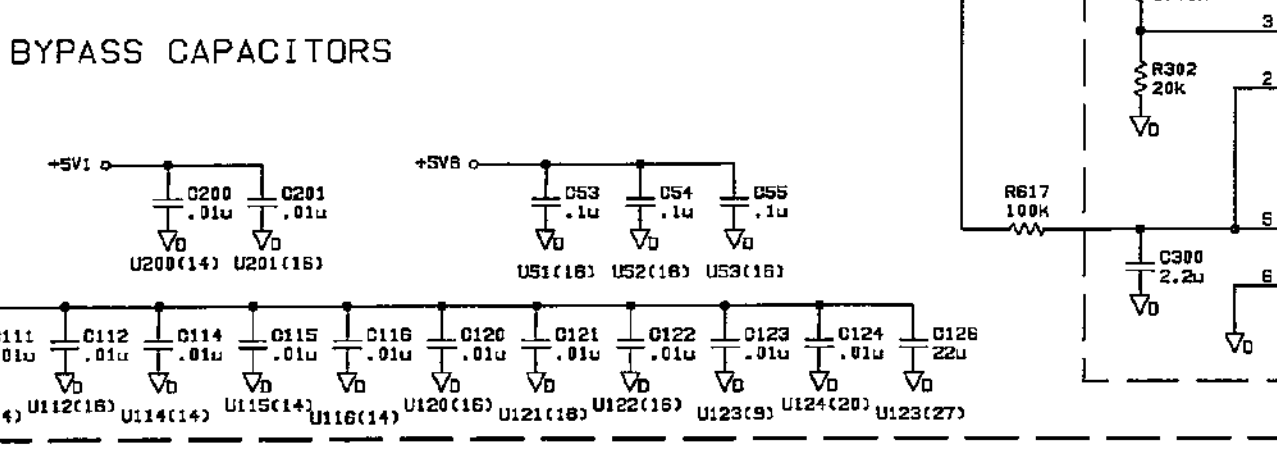 BYPASS CAPACITORS
3
R302
20k
2
D
+5V1
C200
.01u
C201
.01u
D
D
U200(14) U201(16)
+5V8
C53
.1u
C54
.1u
C55
.1u
D
D
D
U51(16) U52(16) U53(16)
R617
100k
5
C300
2.2u
D
6
D
C112
.01u
C114
.01u
C115
.01u
C116
.01u
C120
.01u
C121
.01u
C122
.01u
C123
.01u
C124
.01u
C126
22u
D
D
D
D
D
D
D
D
D
D
U112(16)
U114(14)
U115(14)
U116(14)
U120(16)
U121(18)
U122(16)
U123(9)
U124(20)
U123(27)